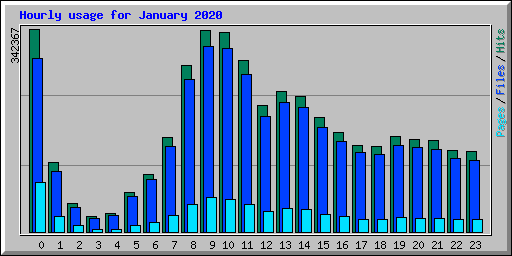 Hourly usage for January 2020
342367
Pages / Files / Hits
0 1 2 3 4 5 6 7 8 9 10 11 12 13 14 15 16 17 18 19 20 21 22 23